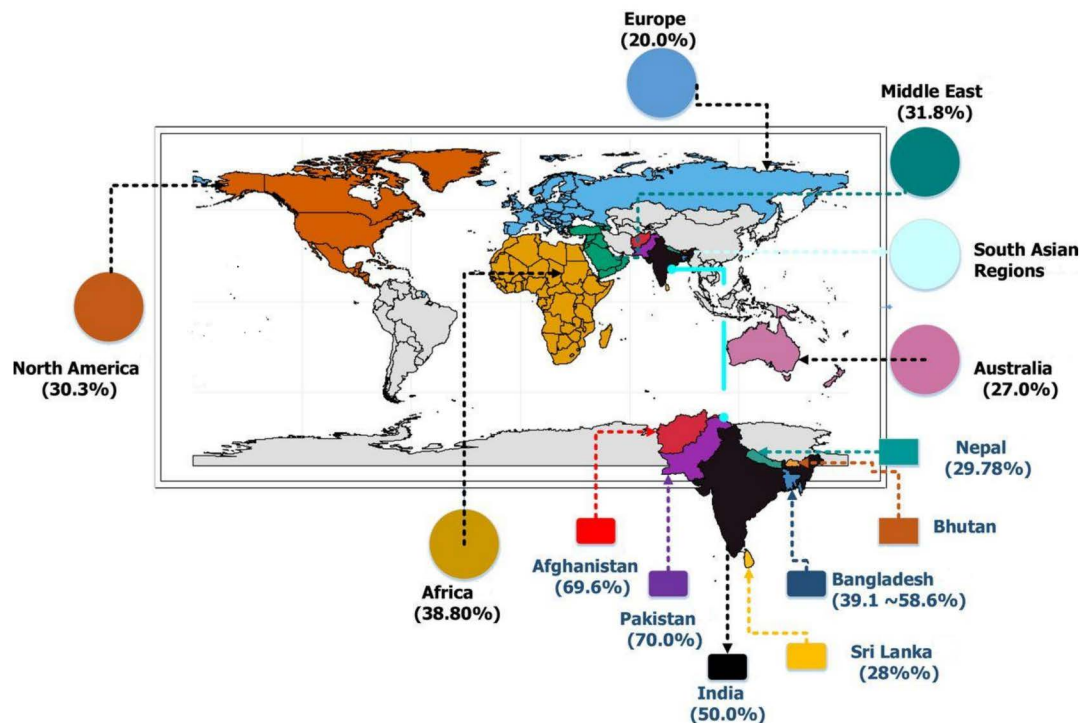 Europe
(20.0%)
Middle East
(31.8%)
South Asian
Regions
North America
(30.3%)
Australia
(27.0%)
Nepal
(29.78%)
Bhutan
Africa
(38.80%)
Afghanistan
(69.6%)
Bangladesh
(39.1 ~58.6%)
Pakistan
(70.0%)
Sri Lanka
(28%%)
India
(50.0%)